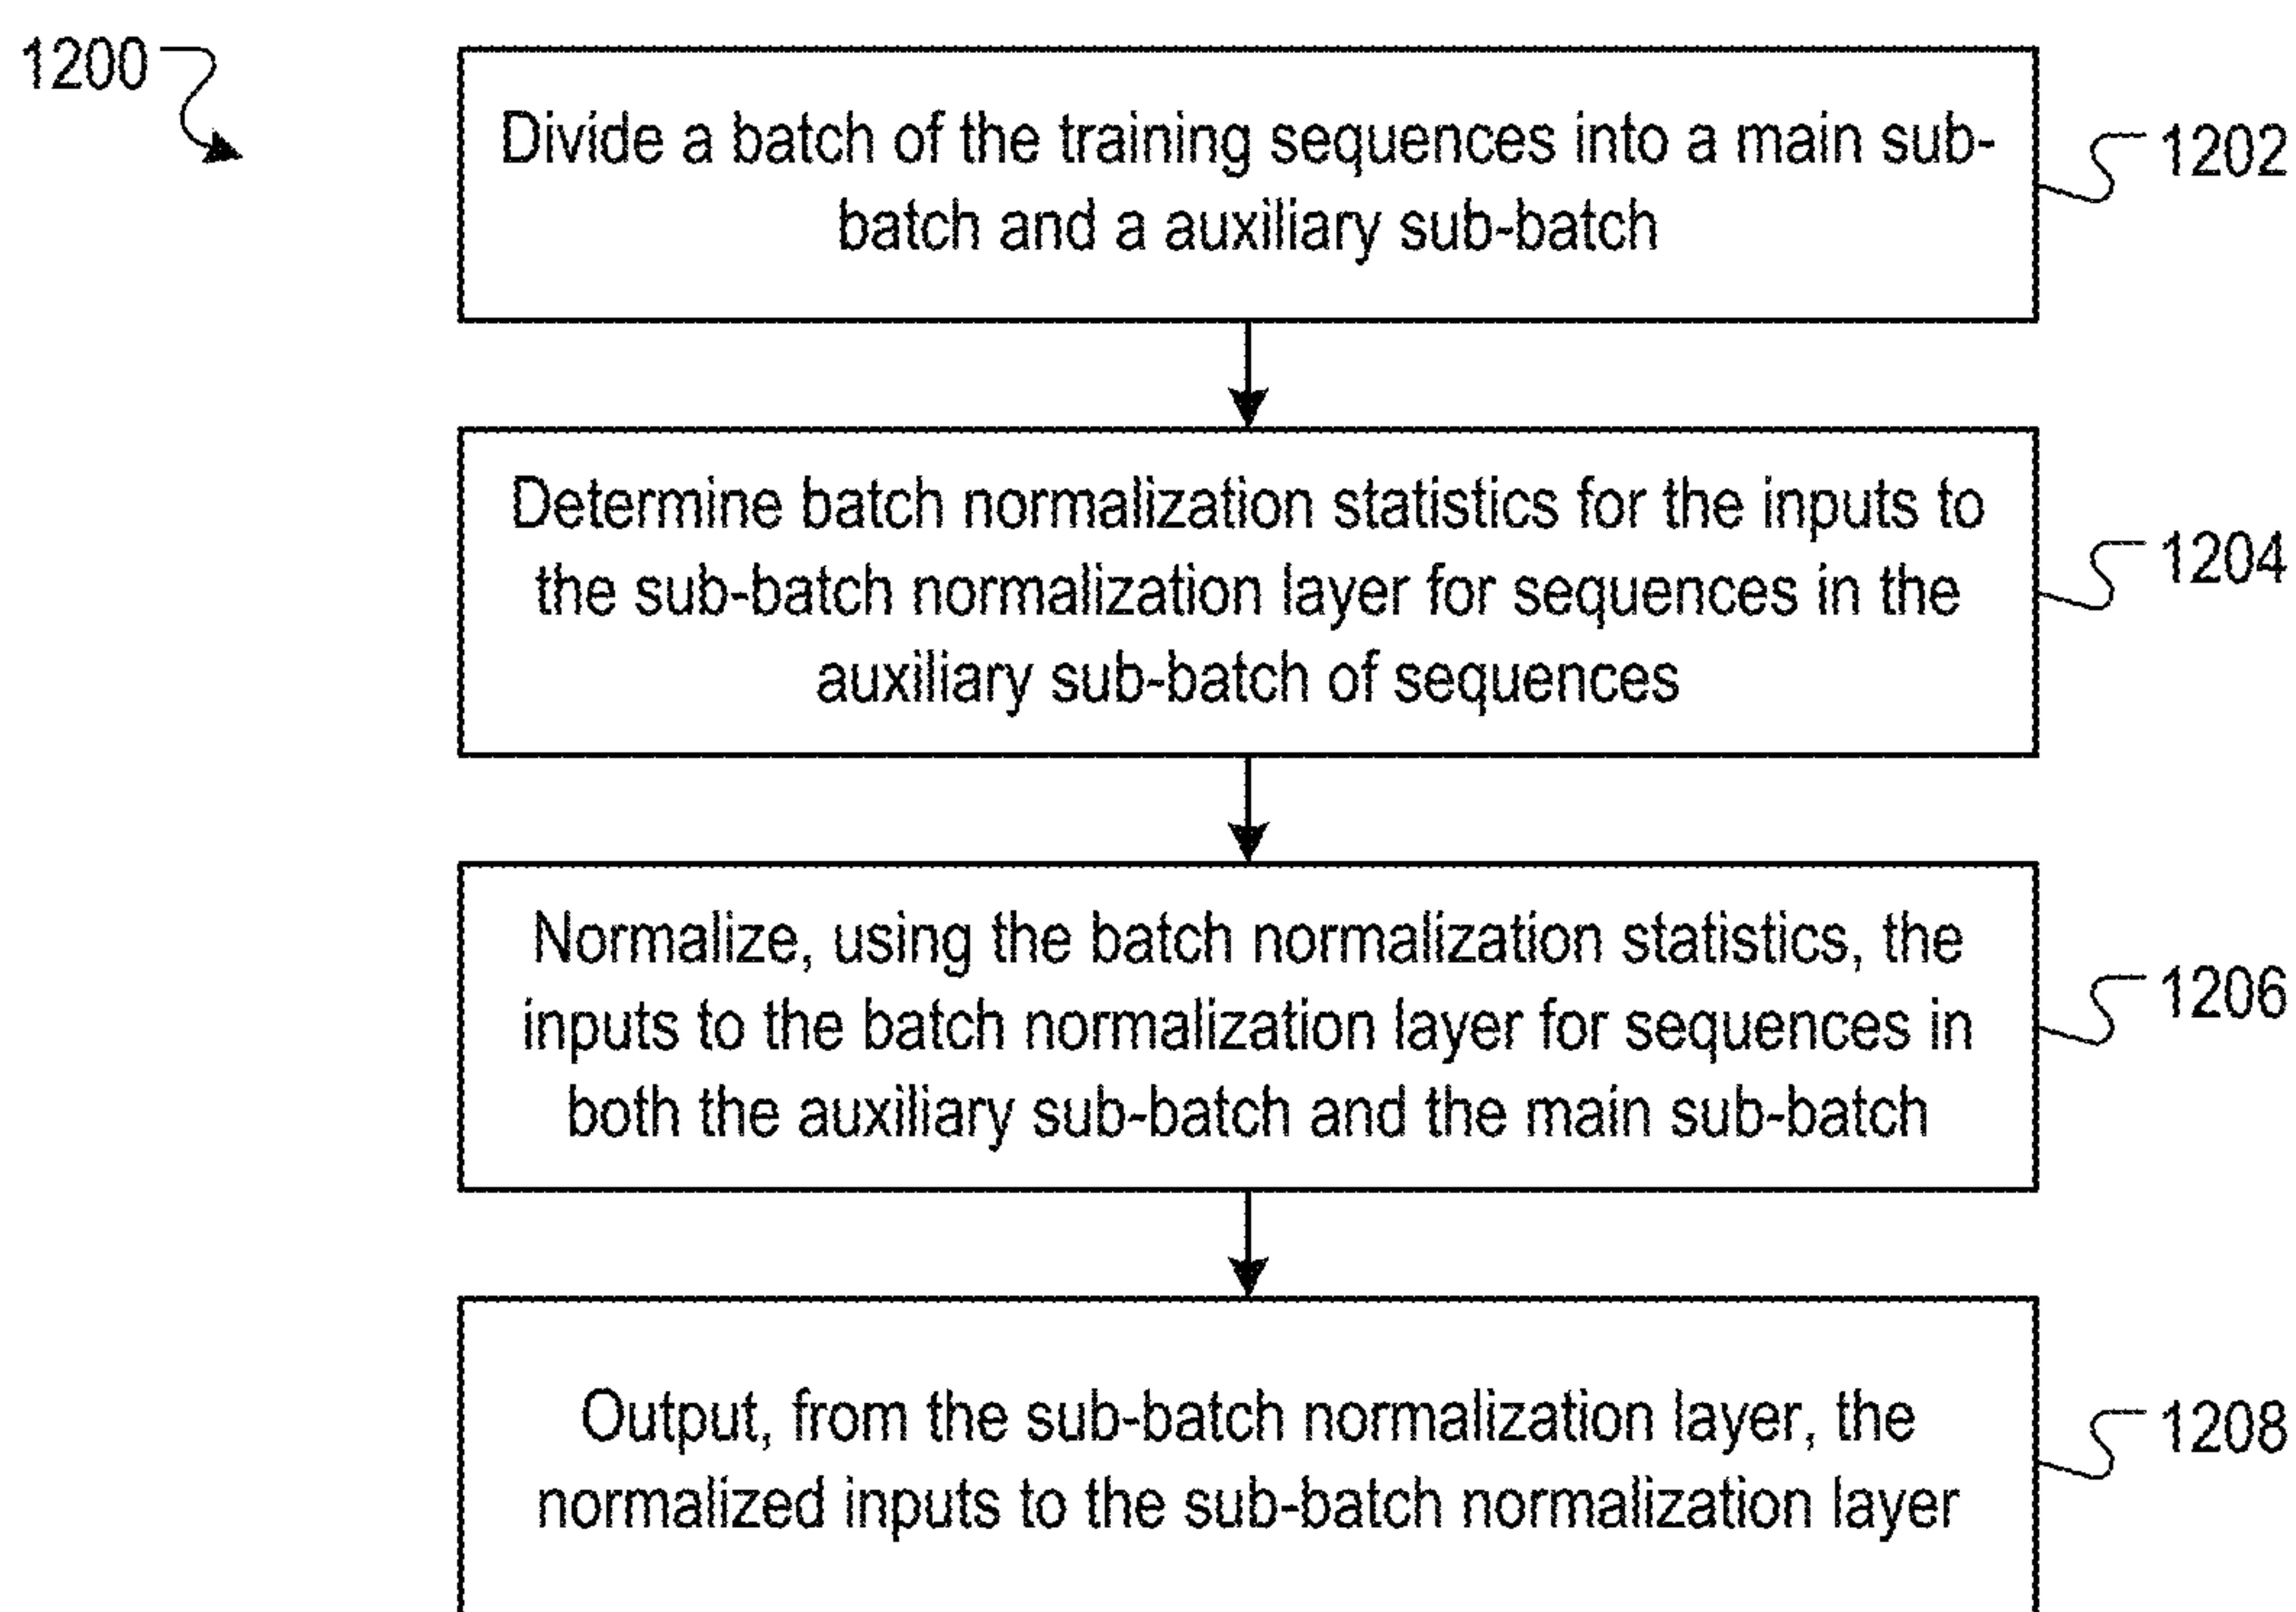 1200
Divide a batch of the training sequences into a main sub-
batch and a auxiliary sub-batch
1202
Determine batch normalization statistics for the inputs to
the sub-batch normalization layer for sequences in the
auxiliary sub-batch of sequences
1204
Normalize, using the batch normalization statistics, the
inputs to the batch normalization layer for sequences in
both the auxiliary sub-batch and the main sub-batch
1206
Output, from the sub-batch normalization layer, the
normalized inputs to the sub-batch normalization layer
1208